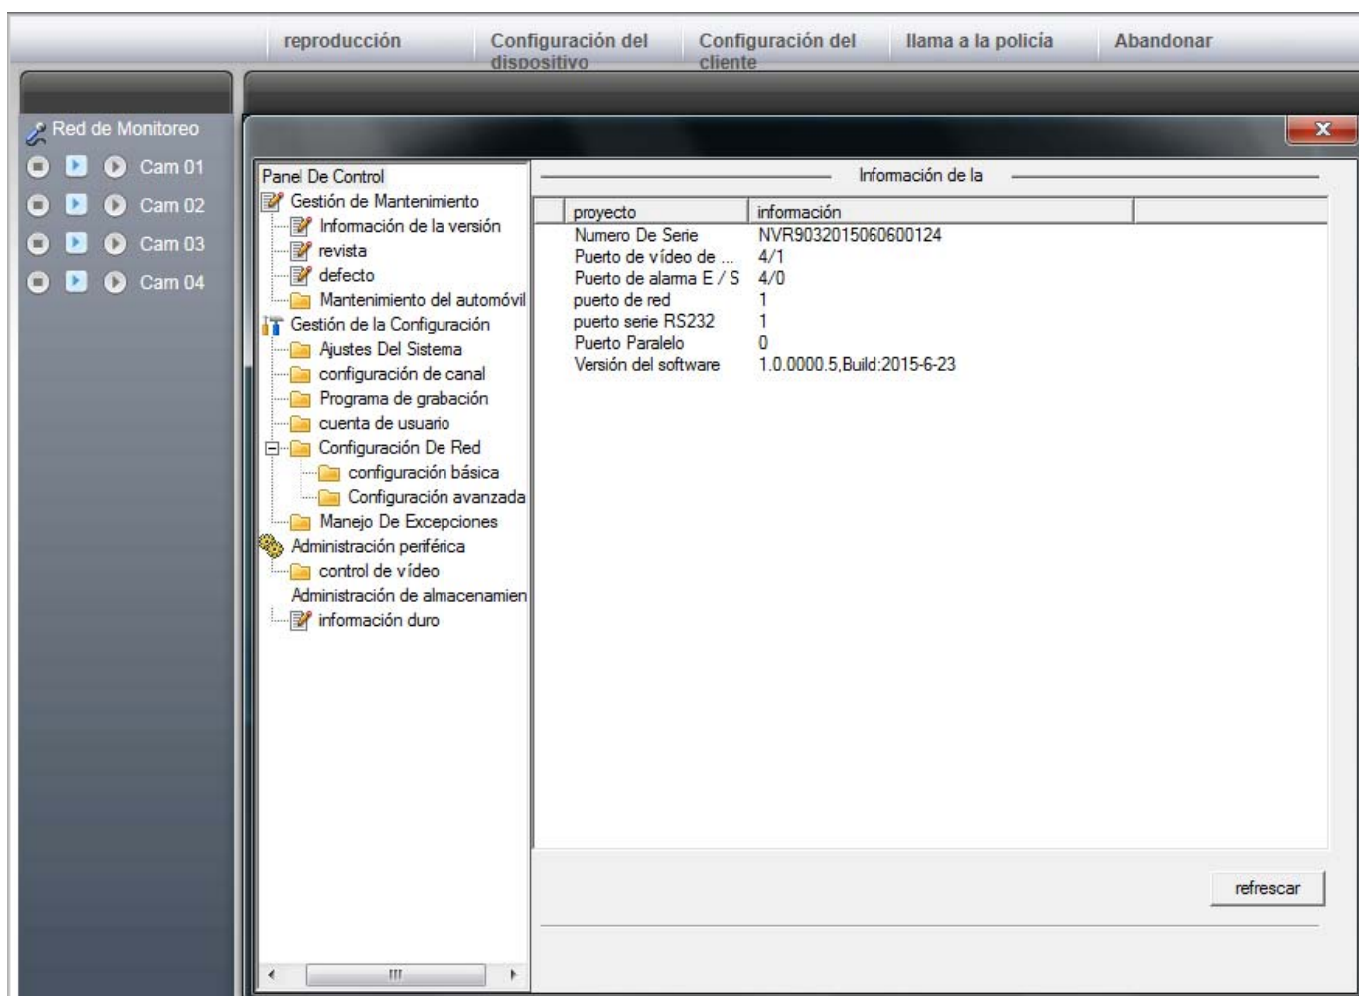 reproducción
Configuración del dispositivo
Configuración del cliente
llama a la policía
Abandonar
Red de Monitoreo
Cam 01
Cam 02
Cam 03
Cam 04
Panel De Control
Gestión de Mantenimiento
Información de la versión
revista
defecto
Mantenimiento del automóvil
Gestión de la Configuración
Ajustes Del Sistema
configuración de canal
Programa de grabación
cuenta de usuario
Configuración De Red
configuración básica
Configuración avanzada
Manejo De Excepciones
Administración periférica
control de vídeo
Administración de almacenamien
información duro
Información de la
proyecto información
Numero De Serie NVR9032015060600124
Puerto de vídeo de ... 4/1
Puerto de alarma E / S 4/0
puerto de red 1
puerto serie RS232 1
Puerto Paralelo 0
Versión del software 1.0.0000.5,Build:2015-6-23
refrescar